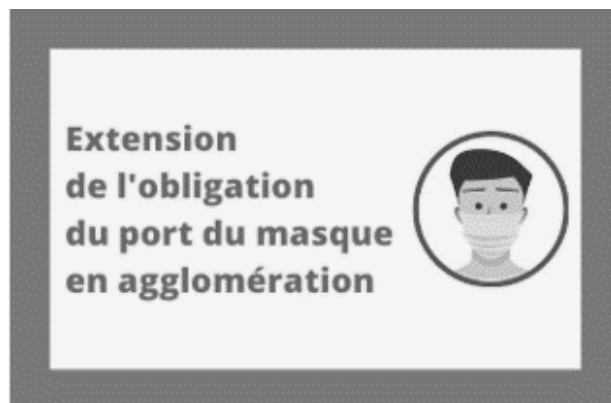 Extension
de l'obligation
du port du masque
en agglomération